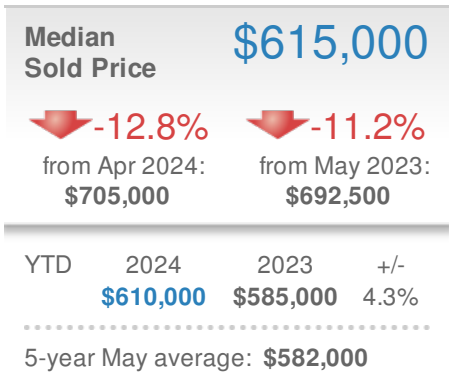 Median $615,000
Sold Price
-12.8% -11.2%
from Apr 2024: from May 2023:
$705,000 $692,500
YTD 2024 2023 +/-
$610,000 $585,000 4.3%
5-year May average: $582,000